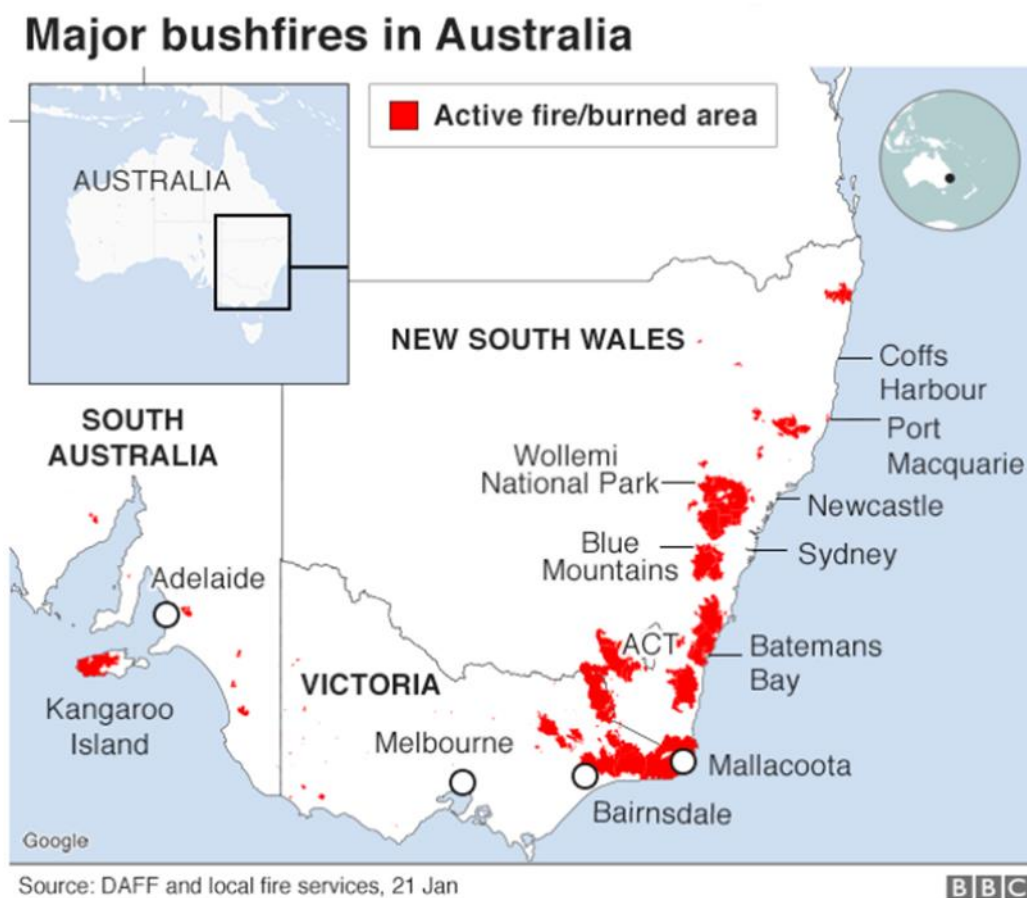 Major bushfires in Australia
Active fire/burned area
AUSTRALIA
NEW SOUTH WALES
Coffs
Harbour
Port
Macquarie
SOUTH
AUSTRALIA
Wollemi
National Park
Newcastle
Blue
Mountains
Sydney
Adelaide
ACT
Batemans
Bay
VICTORIA
Kangaroo
Island
Melbourne
Mallacoota
Bairnsdale
Google
Source: DAFF and local fire services, 21 Jan
BBC